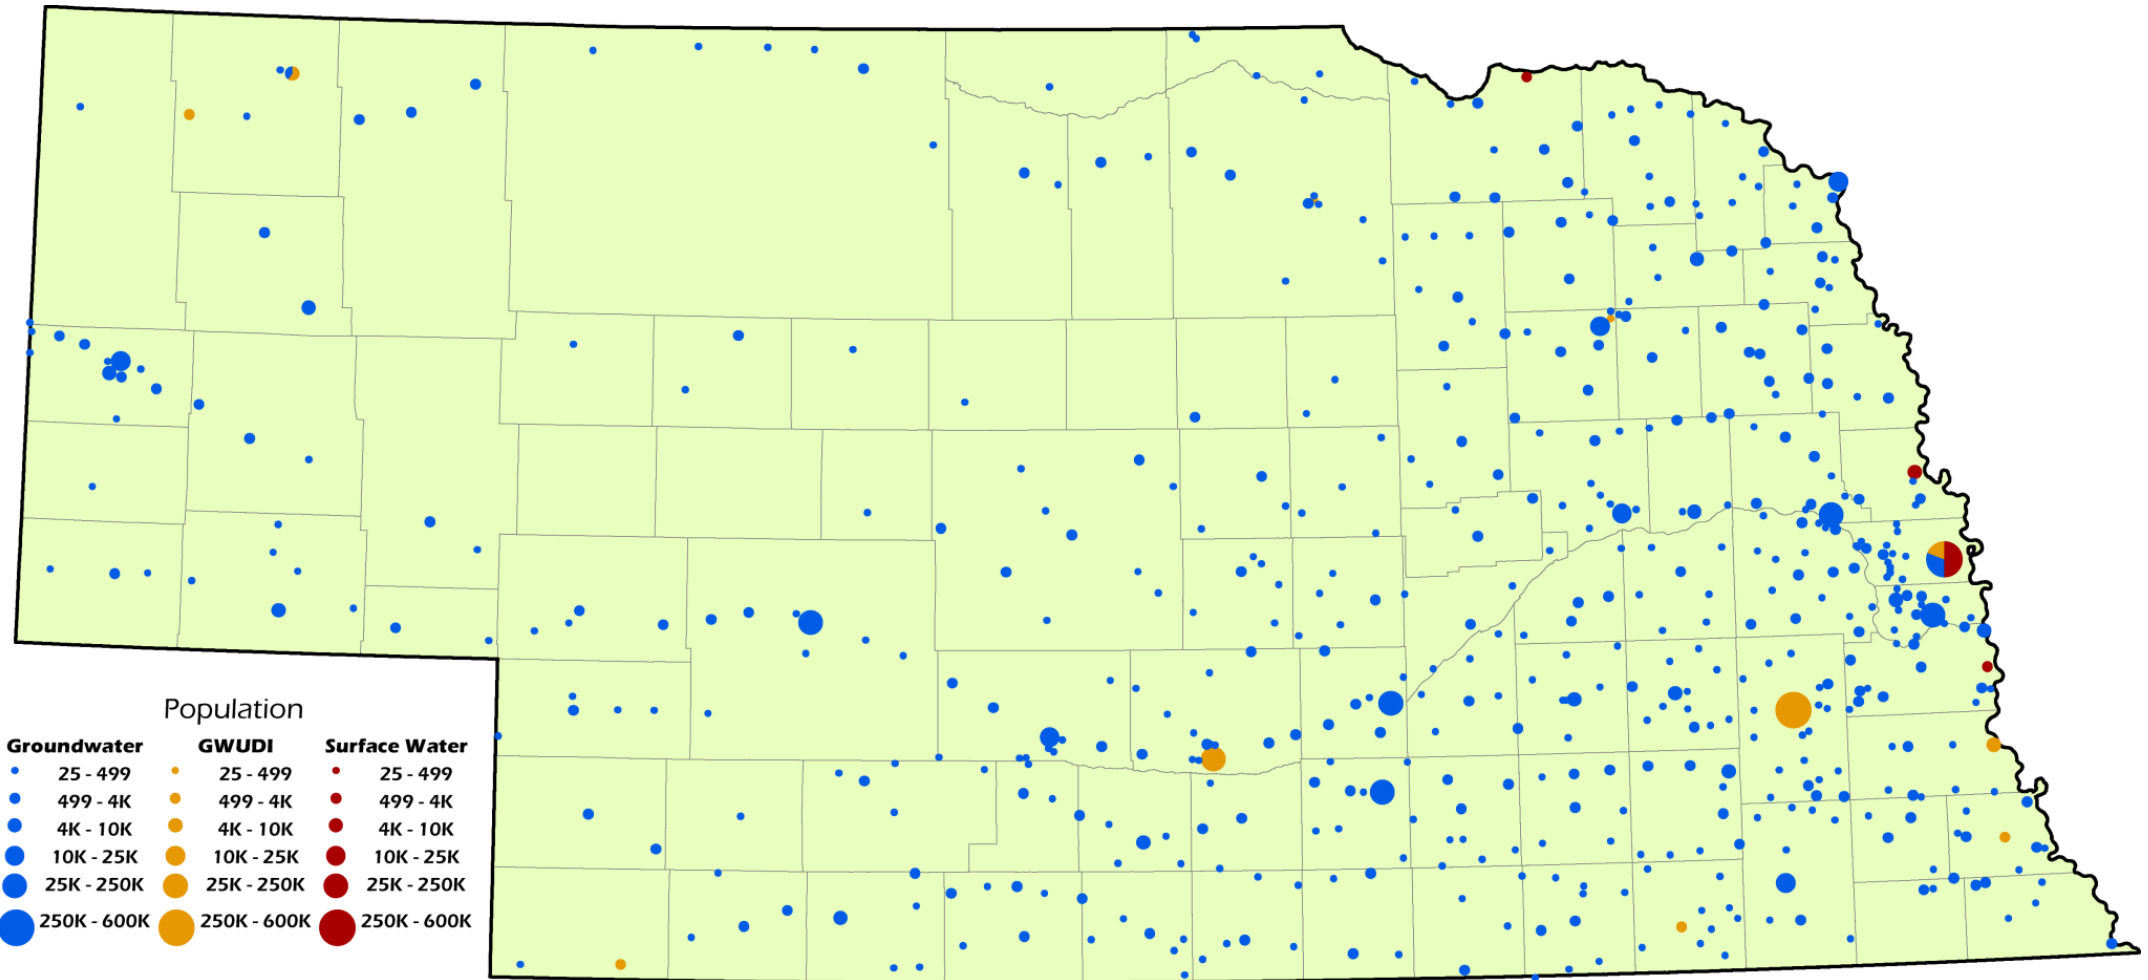 Population
Groundwater GWUDI Surface Water
25 - 499 25 - 499 25 - 499
499 - 4K 499 - 4K 499 - 4K
4K - 10K 4K - 10K 4K - 10K
10K - 25K 10K - 25K 10K - 25K
25K - 250K 25K - 250K 25K - 250K
250K - 600K 250K - 600K 250K - 600K